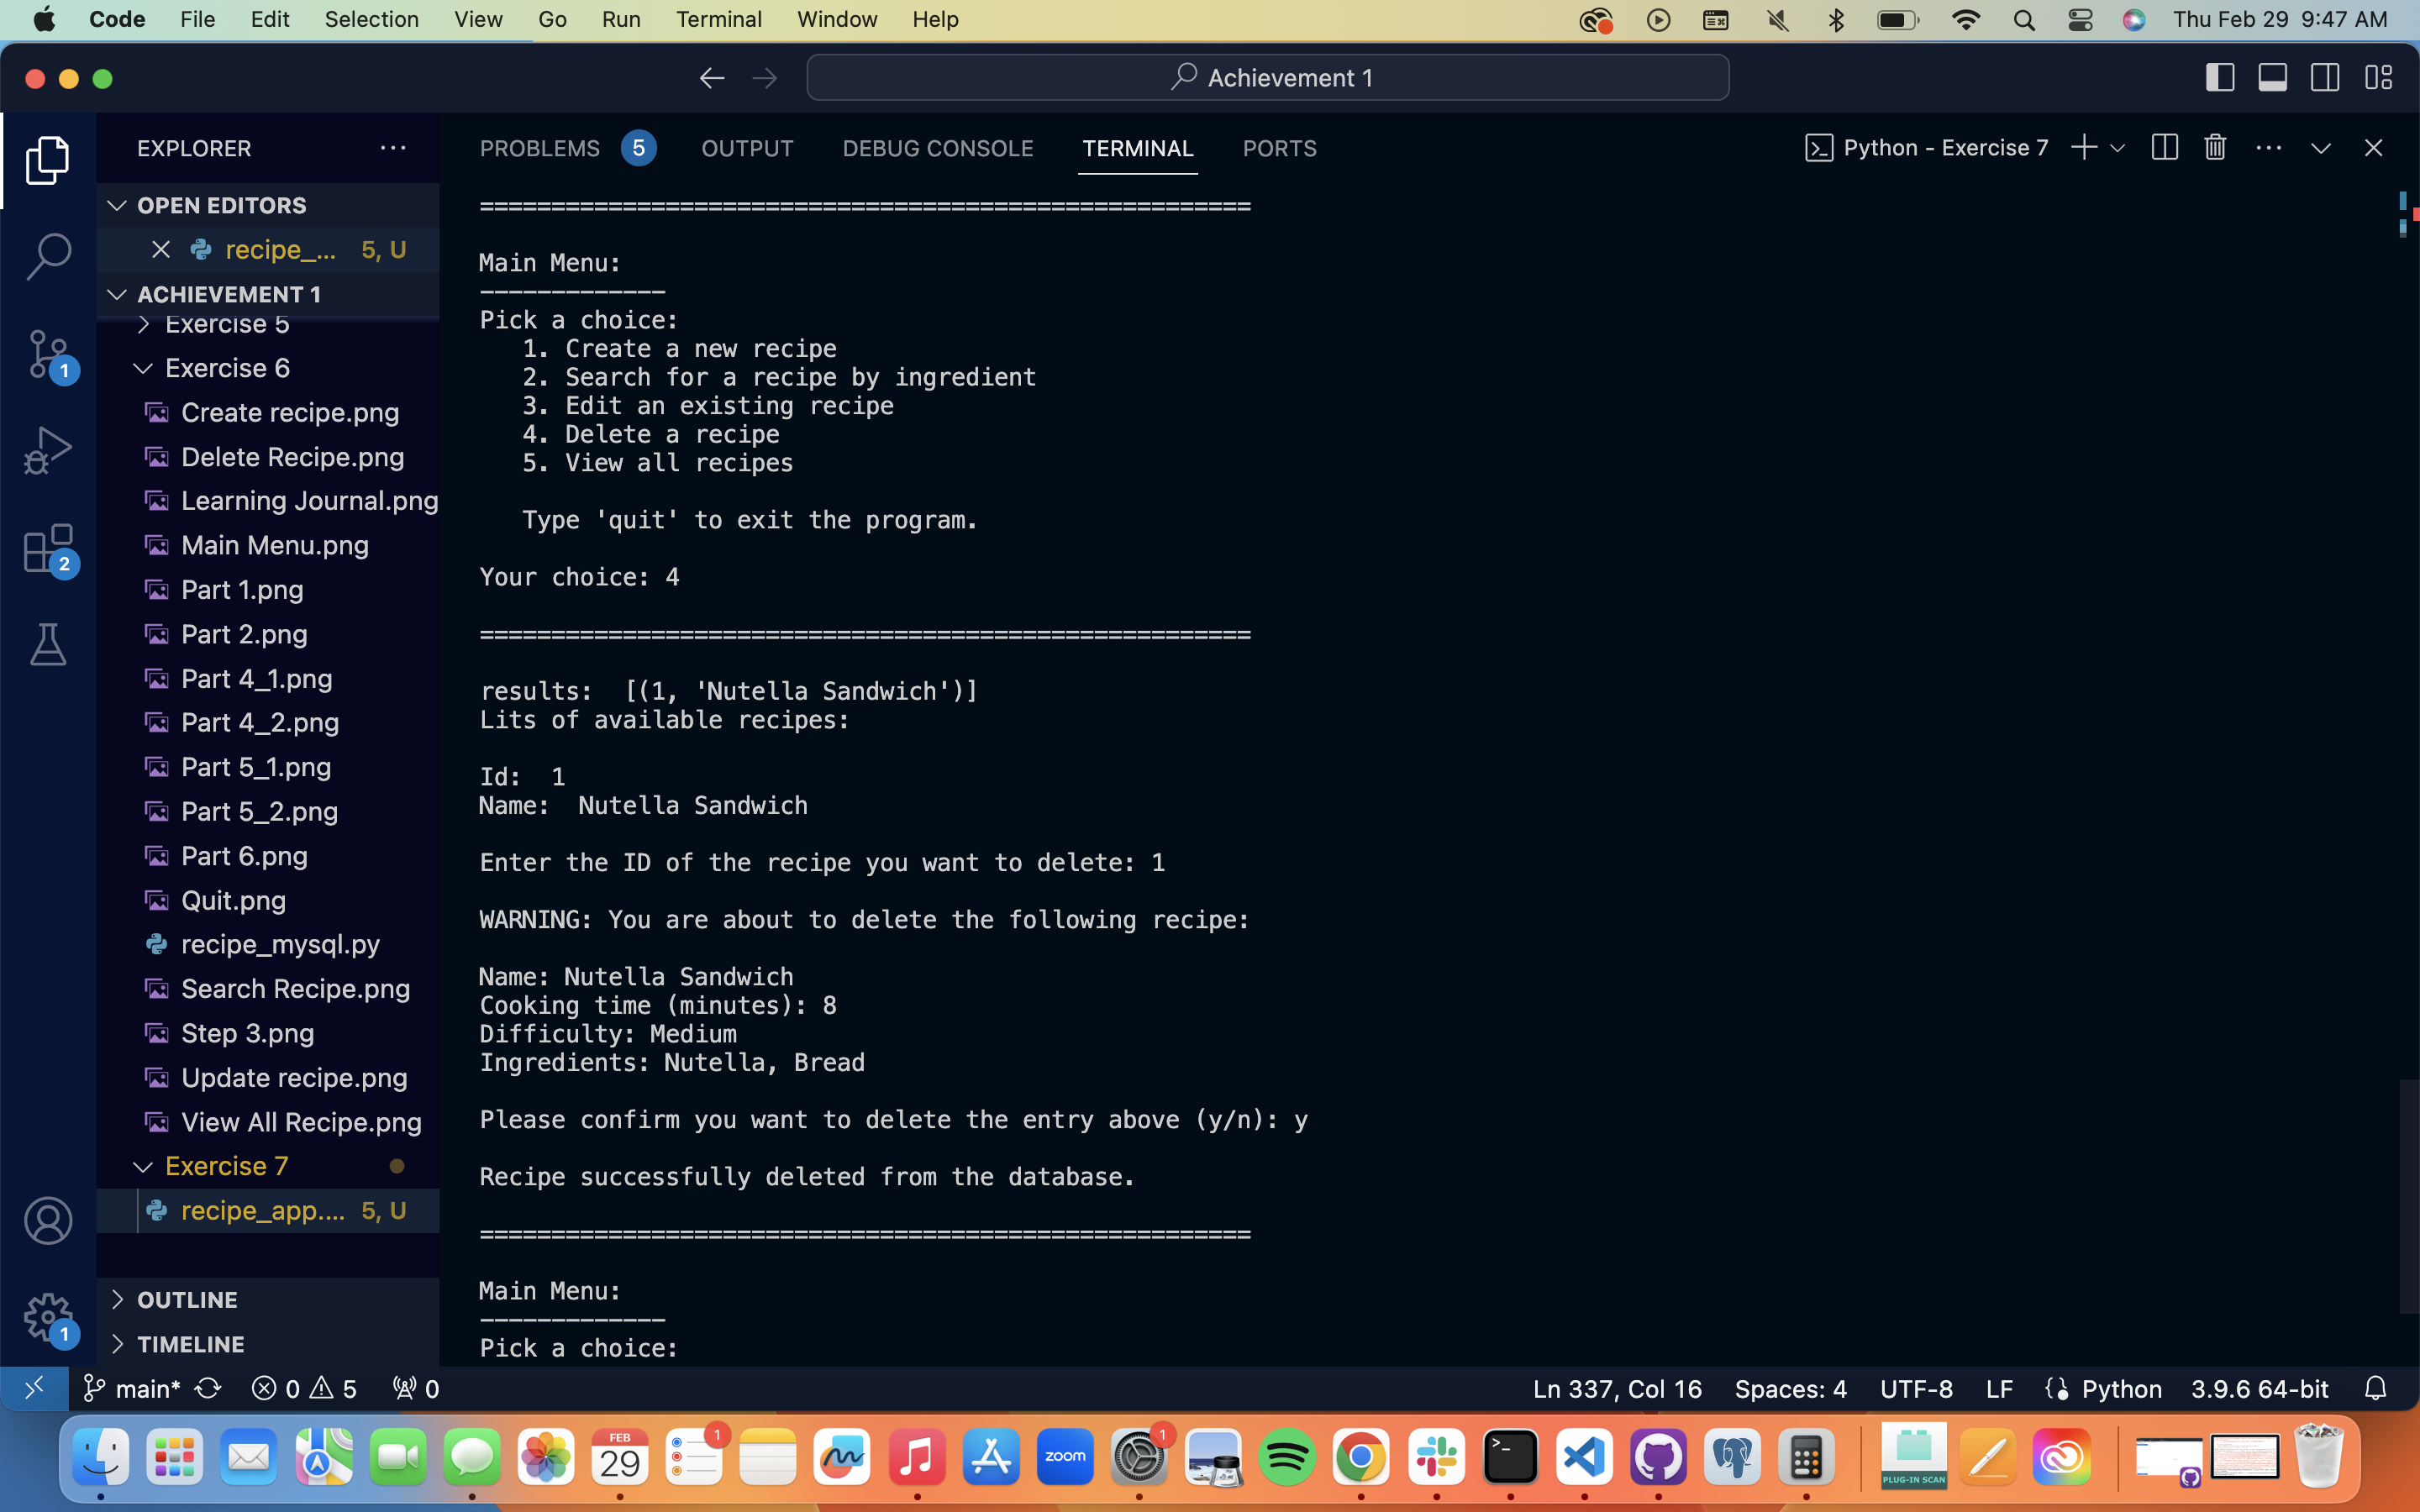 Code File Edit Selection View Go Run Terminal Window Help Thu Feb 29 9:47 AM
Achievement 1
EXPLORER ...
OPEN EDITORS
recipe_... 5, U
ACHIEVEMENT 1
Exercise 5
Exercise 6
Create recipe.png
Delete Recipe.png
Learning Journal.png
Main Menu.png
Part 1.png
Part 2.png
Part 4_1.png
Part 4_2.png
Part 5_1.png
Part 5_2.png
Part 6.png
Quit.png
recipe_mysql.py
Search Recipe.png
Step 3.png
Update recipe.png
View All Recipe.png
Exercise 7
recipe_app.... 5, U
OUTLINE
TIMELINE
1
2
1
PROBLEMS 5 OUTPUT DEBUG CONSOLE TERMINAL PORTS Python - Exercise 7
======================================================
Main Menu:
-------------
Pick a choice:
1. Create a new recipe
2. Search for a recipe by ingredient
3. Edit an existing recipe
4. Delete a recipe
5. View all recipes
Type 'quit' to exit the program.
Your choice: 4
======================================================
results:  [(1, 'Nutella Sandwich')]
Lits of available recipes:
Id:  1
Name:  Nutella Sandwich
Enter the ID of the recipe you want to delete: 1
WARNING: You are about to delete the following recipe:
Name: Nutella Sandwich
Cooking time (minutes): 8
Difficulty: Medium
Ingredients: Nutella, Bread
Please confirm you want to delete the entry above (y/n): y
Recipe successfully deleted from the database.
======================================================
Main Menu:
-------------
Pick a choice:
main* 0 5 0 Ln 337, Col 16 Spaces: 4 UTF-8 LF Python 3.9.6 64-bit
FEB
29
1
zoom
1
PLUG-IN SCAN